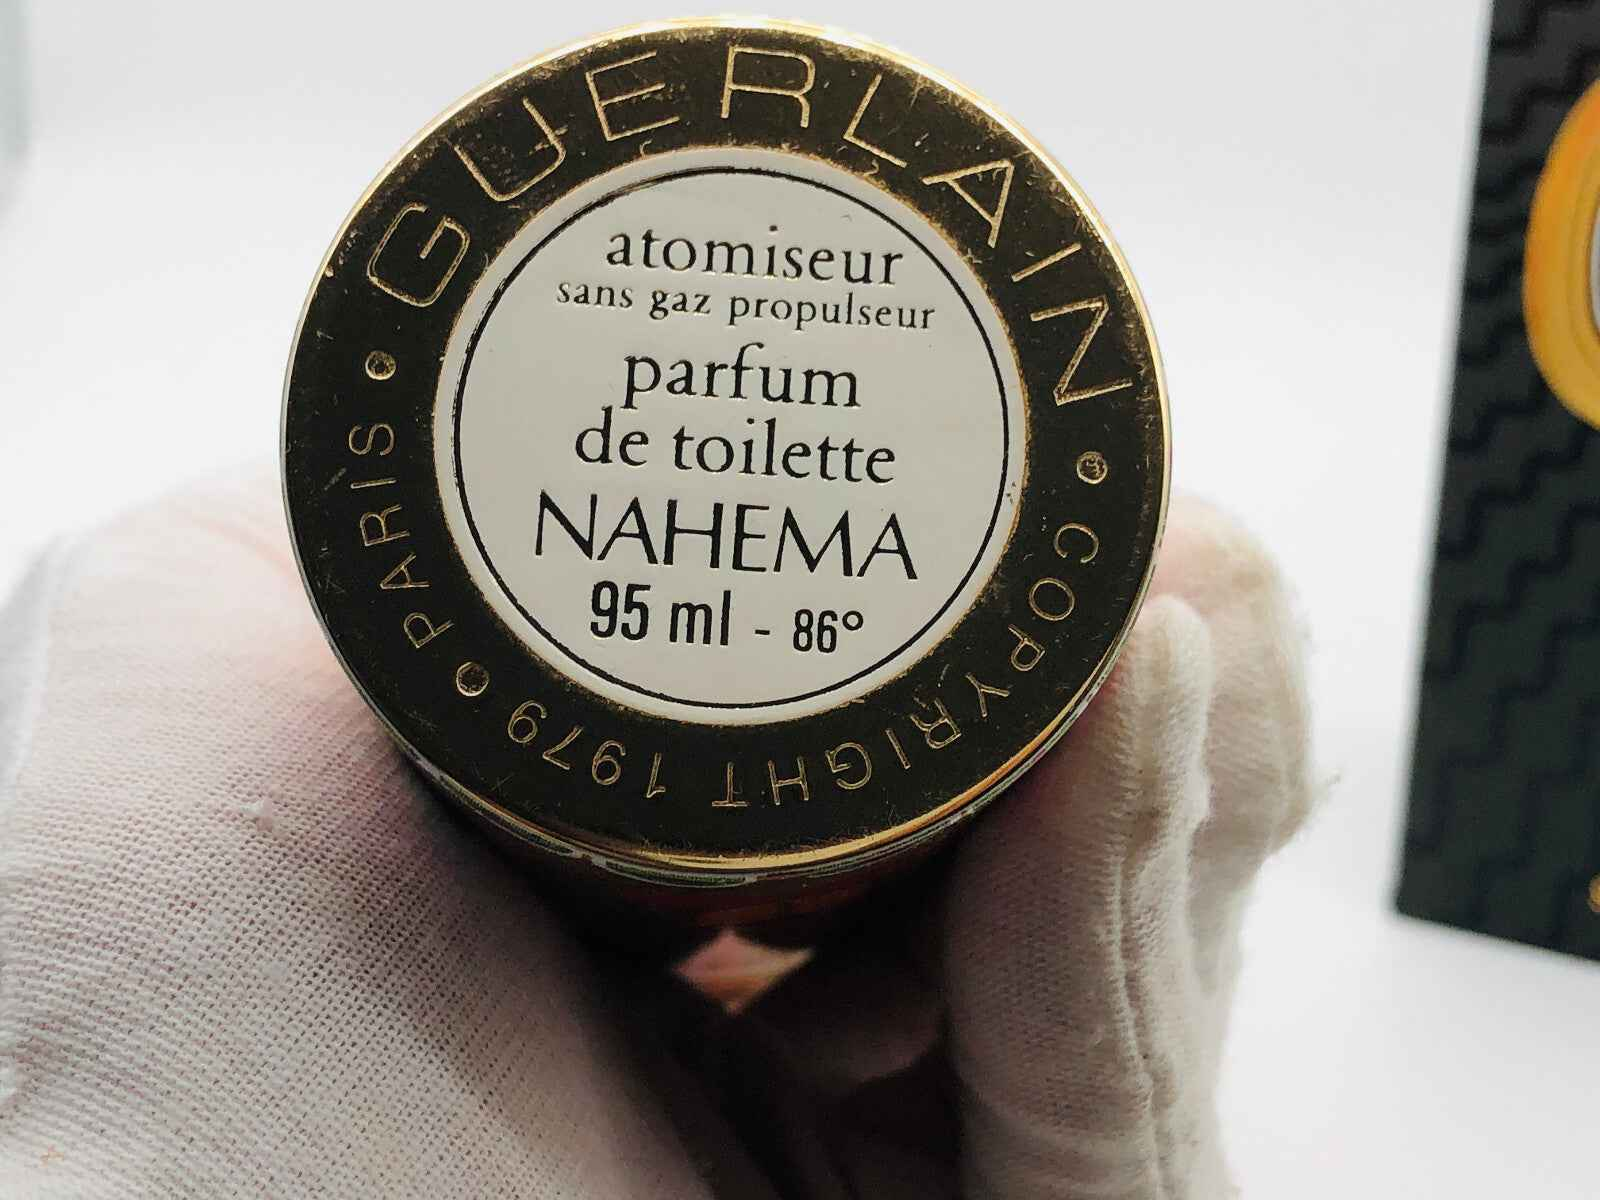 GUERLAIN • COPYRIGHT 1979 • PARIS •
atomiseur
sans gaz propulseur
parfum
de toilette
NAHEMA
95 ml - 86°